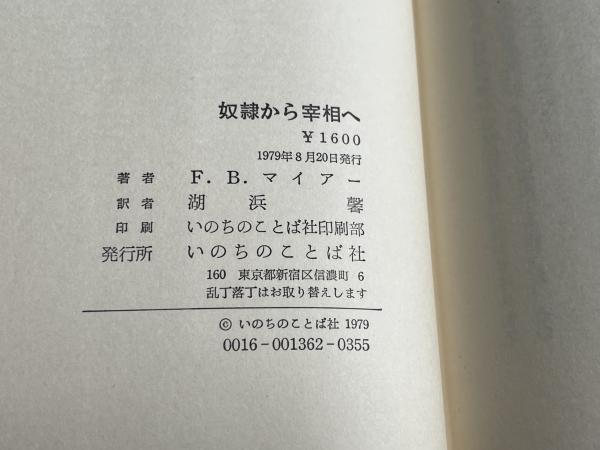 奴隷から宰相へ
￥1600
1979年8月20日発行
著者 F. B. マイアー
訳者 湖浜馨
印刷 いのちのことば社印刷部
発行所 いのちのことば社
160 東京都新宿区信濃町 6
乱丁落丁はお取り替えします
© いのちのことば社 1979
0016-001362-0355